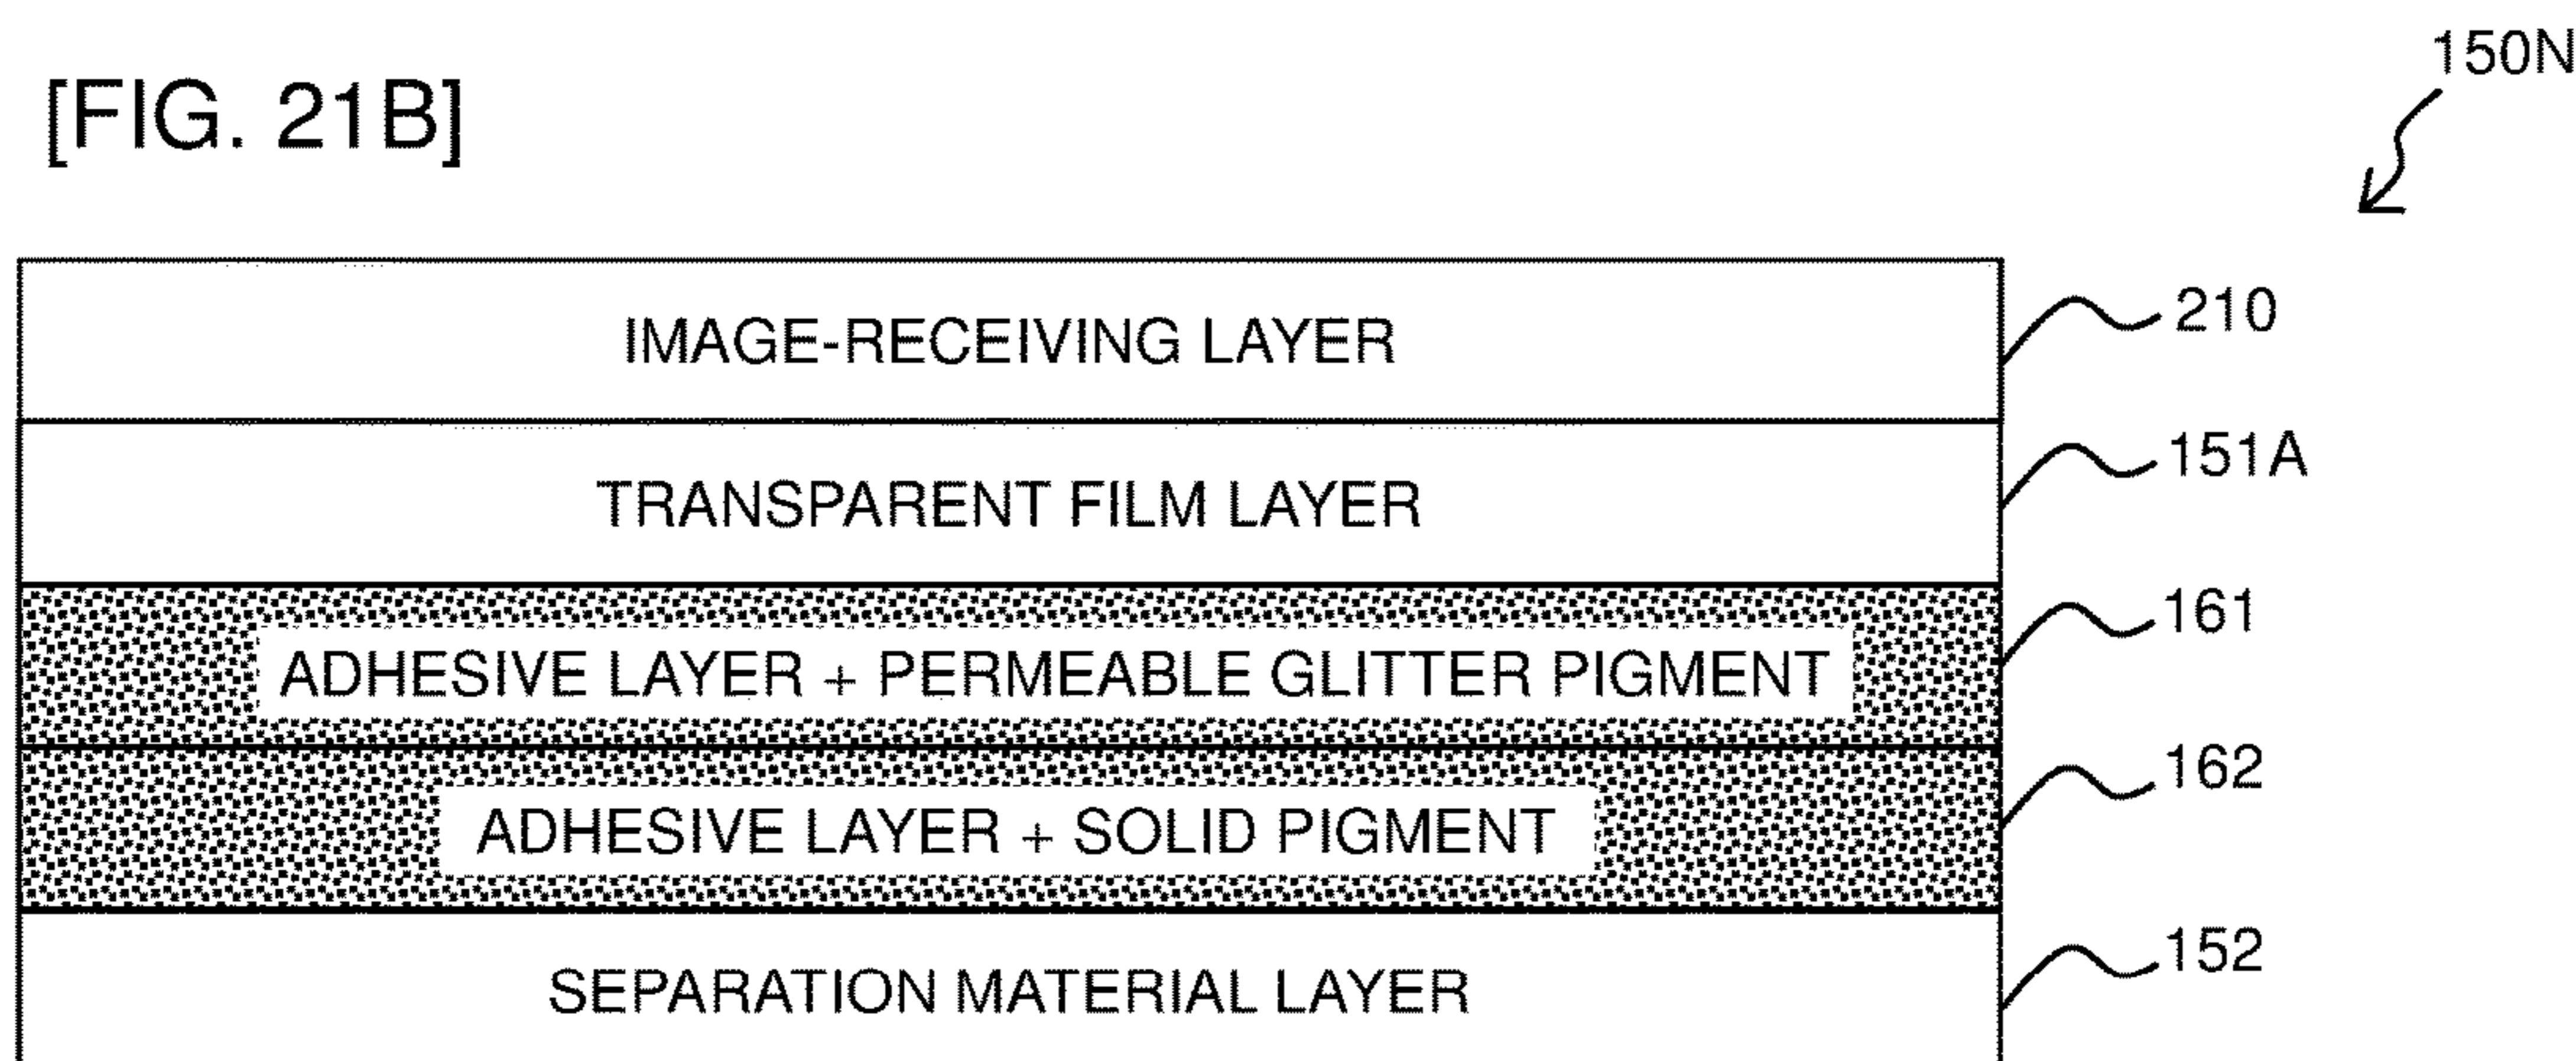 150N
[FIG. 21B]
IMAGE-RECEIVING LAYER
210
TRANSPARENT FILM LAYER
151A
ADHESIVE LAYER + PERMEABLE GLITTER PIGMENT
161
ADHESIVE LAYER + SOLID PIGMENT
162
SEPARATION MATERIAL LAYER
152